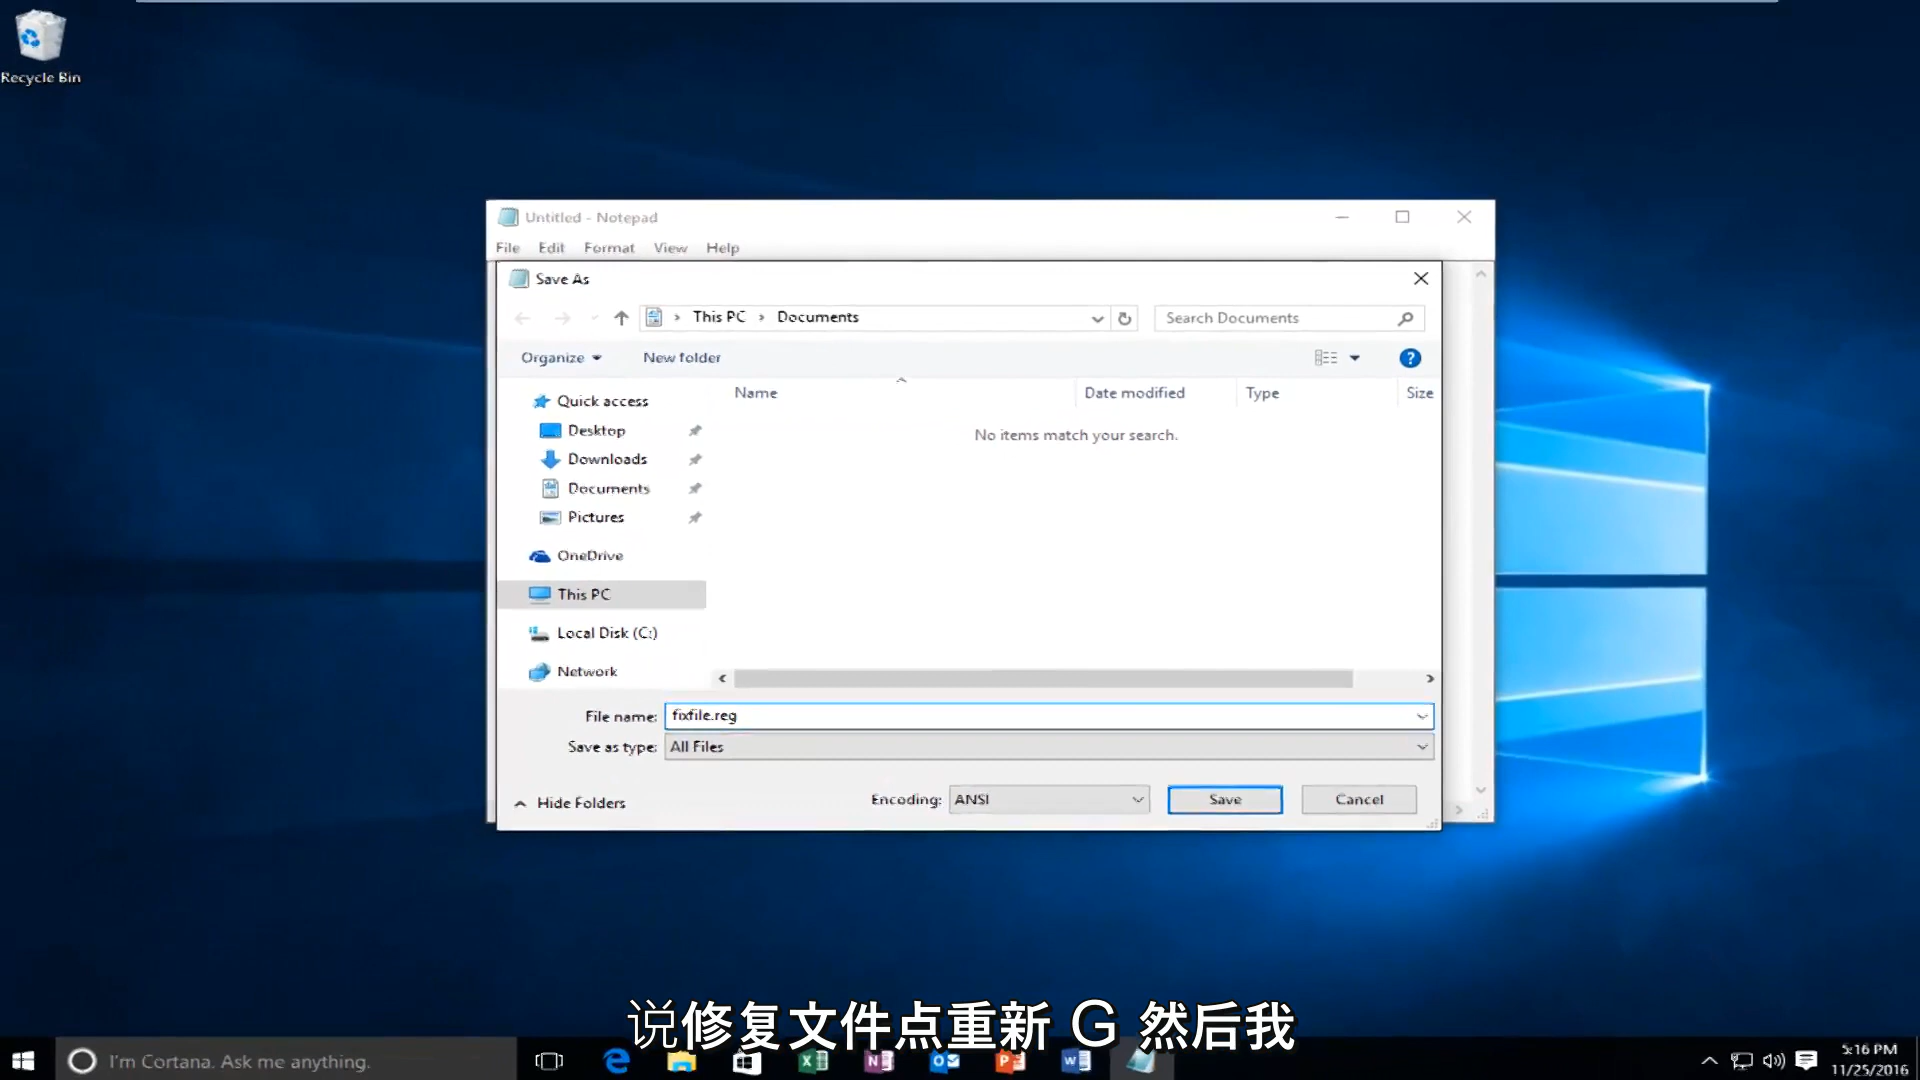 Recycle Bin
Untitled - Notepad
File Edit Format View Help
Save As
This PC › Documents
Search Documents
Organize New folder
?
Name Date modified Type Size
No items match your search.
Quick access
Desktop
Downloads
Documents
Pictures
OneDrive
This PC
Local Disk (C:)
Network
File name: fixfile.reg
Save as type: All Files
Hide Folders
Encoding: ANSI
Save Cancel
说修复文件点重新 G 然后我
I'm Cortana. Ask me anything.
5:16 PM
11/25/2016